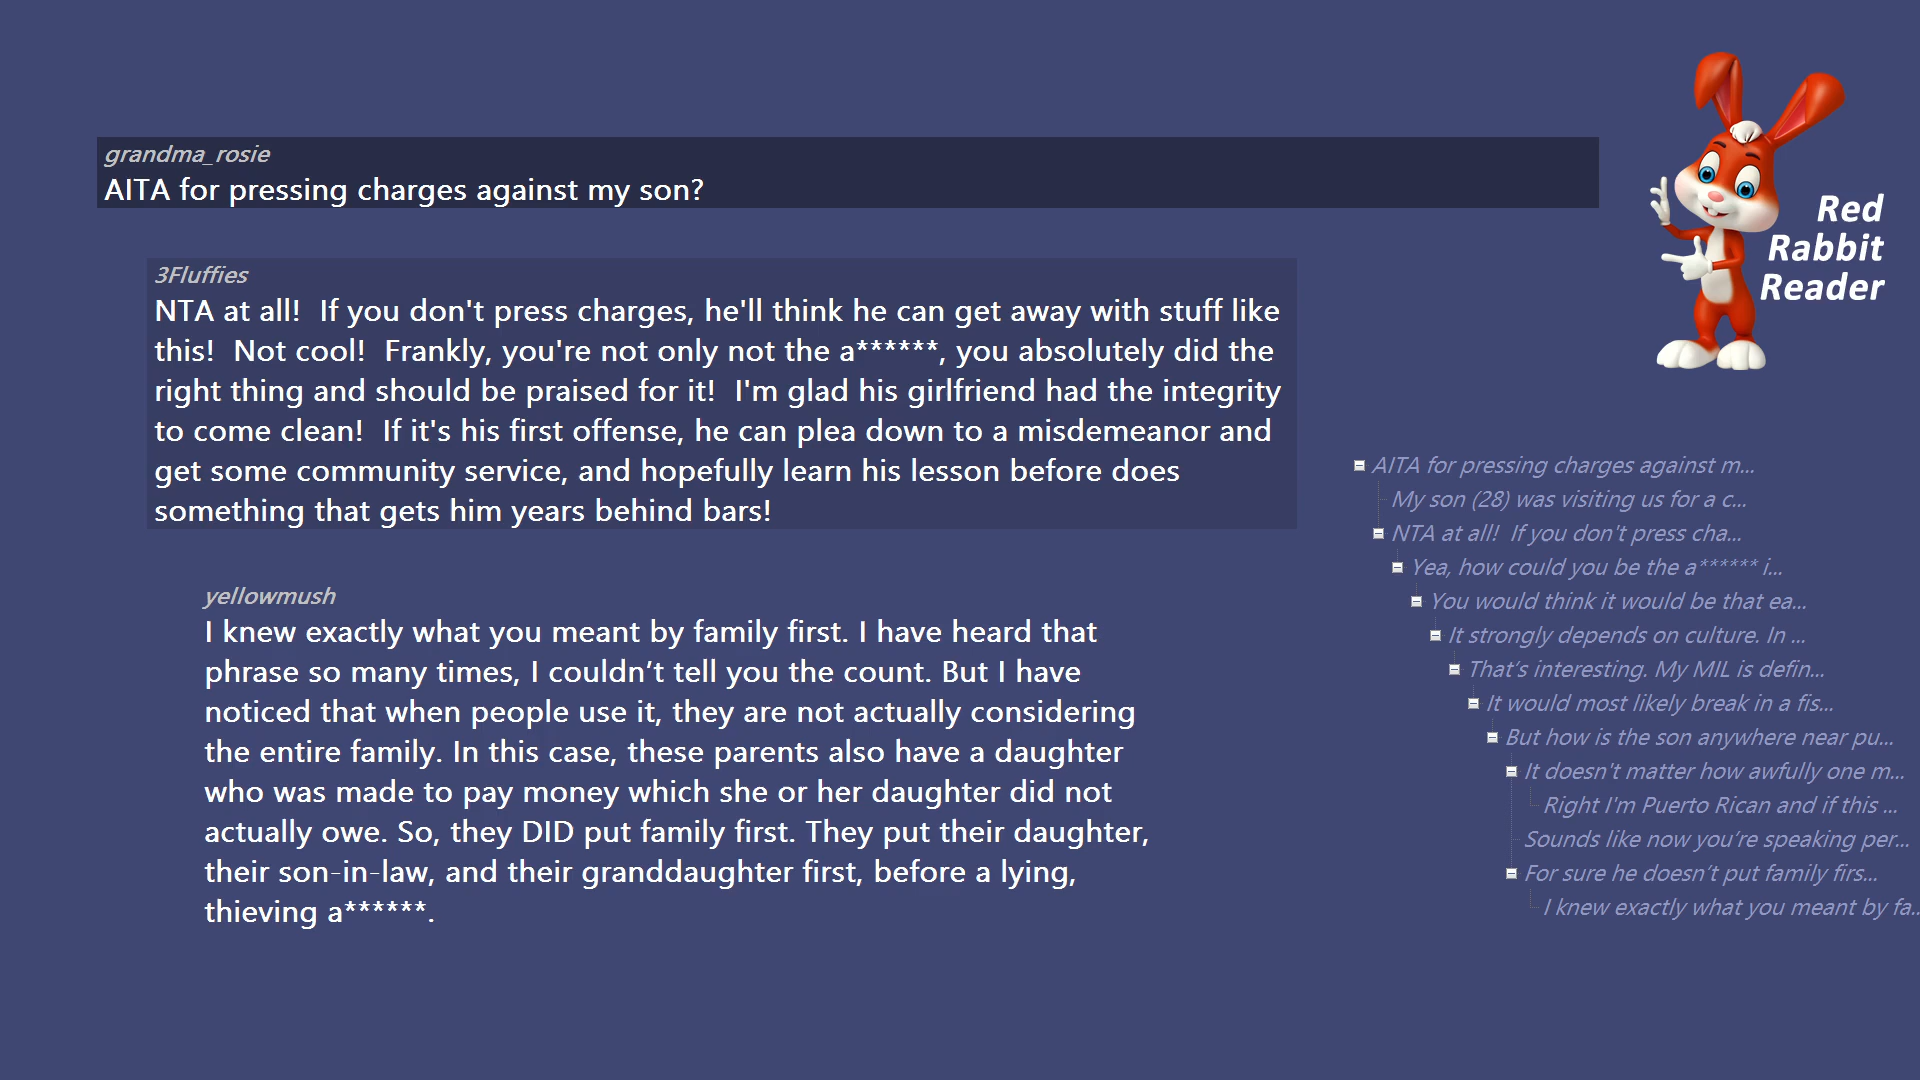 grandma_rosie
AITA for pressing charges against my son?
3Fluffies
NTA at all!  If you don't press charges, he'll think he can get away with stuff like
this!  Not cool!  Frankly, you're not only not the a******, you absolutely did the
right thing and should be praised for it!  I'm glad his girlfriend had the integrity
to come clean!  If it's his first offense, he can plea down to a misdemeanor and
get some community service, and hopefully learn his lesson before does
something that gets him years behind bars!
yellowmush
I knew exactly what you meant by family first. I have heard that
phrase so many times, I couldn’t tell you the count. But I have
noticed that when people use it, they are not actually considering
the entire family. In this case, these parents also have a daughter
who was made to pay money which she or her daughter did not
actually owe. So, they DID put family first. They put their daughter,
their son-in-law, and their granddaughter first, before a lying,
thieving a******.
Red
Rabbit
Reader
AITA for pressing charges against m...
My son (28) was visiting us for a c...
NTA at all!  If you don't press cha...
Yea, how could you be the a****** i...
You would think it would be that ea...
It strongly depends on culture. In ...
That’s interesting. My MIL is defin...
It would most likely break in a fis...
But how is the son anywhere near pu...
It doesn't matter how awfully one m...
Right I'm Puerto Rican and if this ...
Sounds like now you’re speaking per...
For sure he doesn’t put family firs...
I knew exactly what you meant by fa...